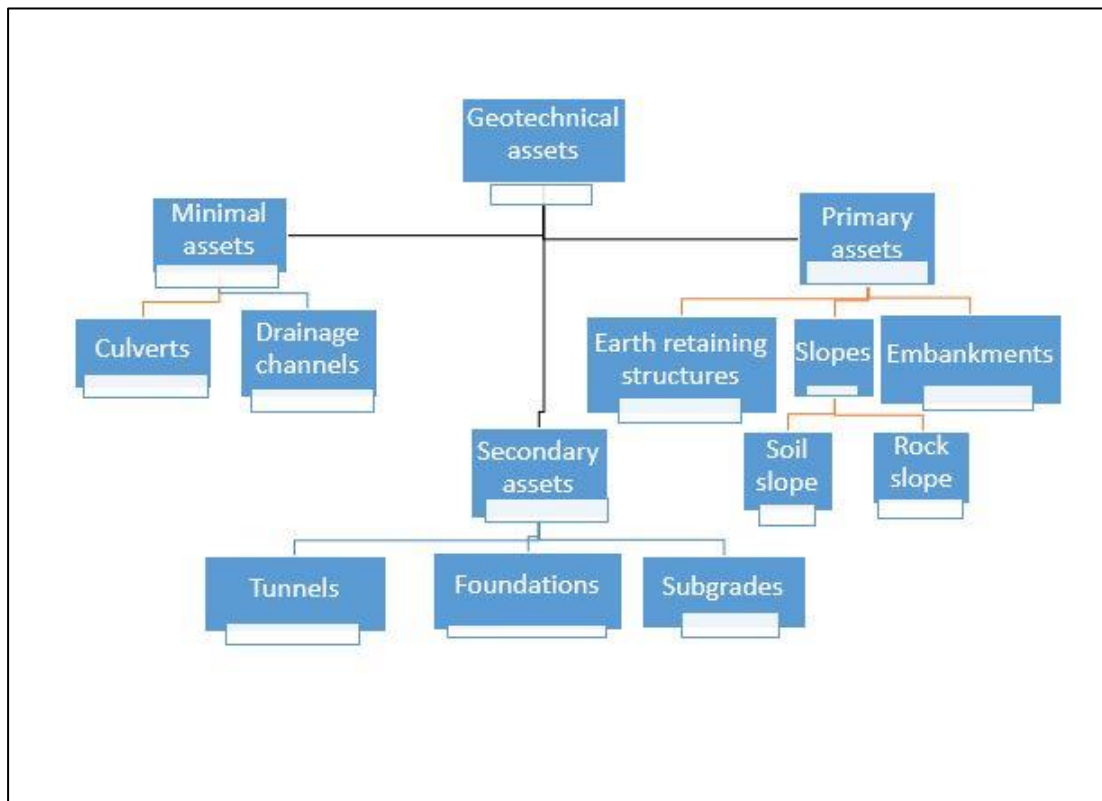 Geotechnical
assets
Minimal
assets
Primary
assets
Culverts
Drainage
channels
Earth retaining
structures
Slopes
Embankments
Secondary
assets
Soil
slope
Rock
slope
Tunnels
Foundations
Subgrades